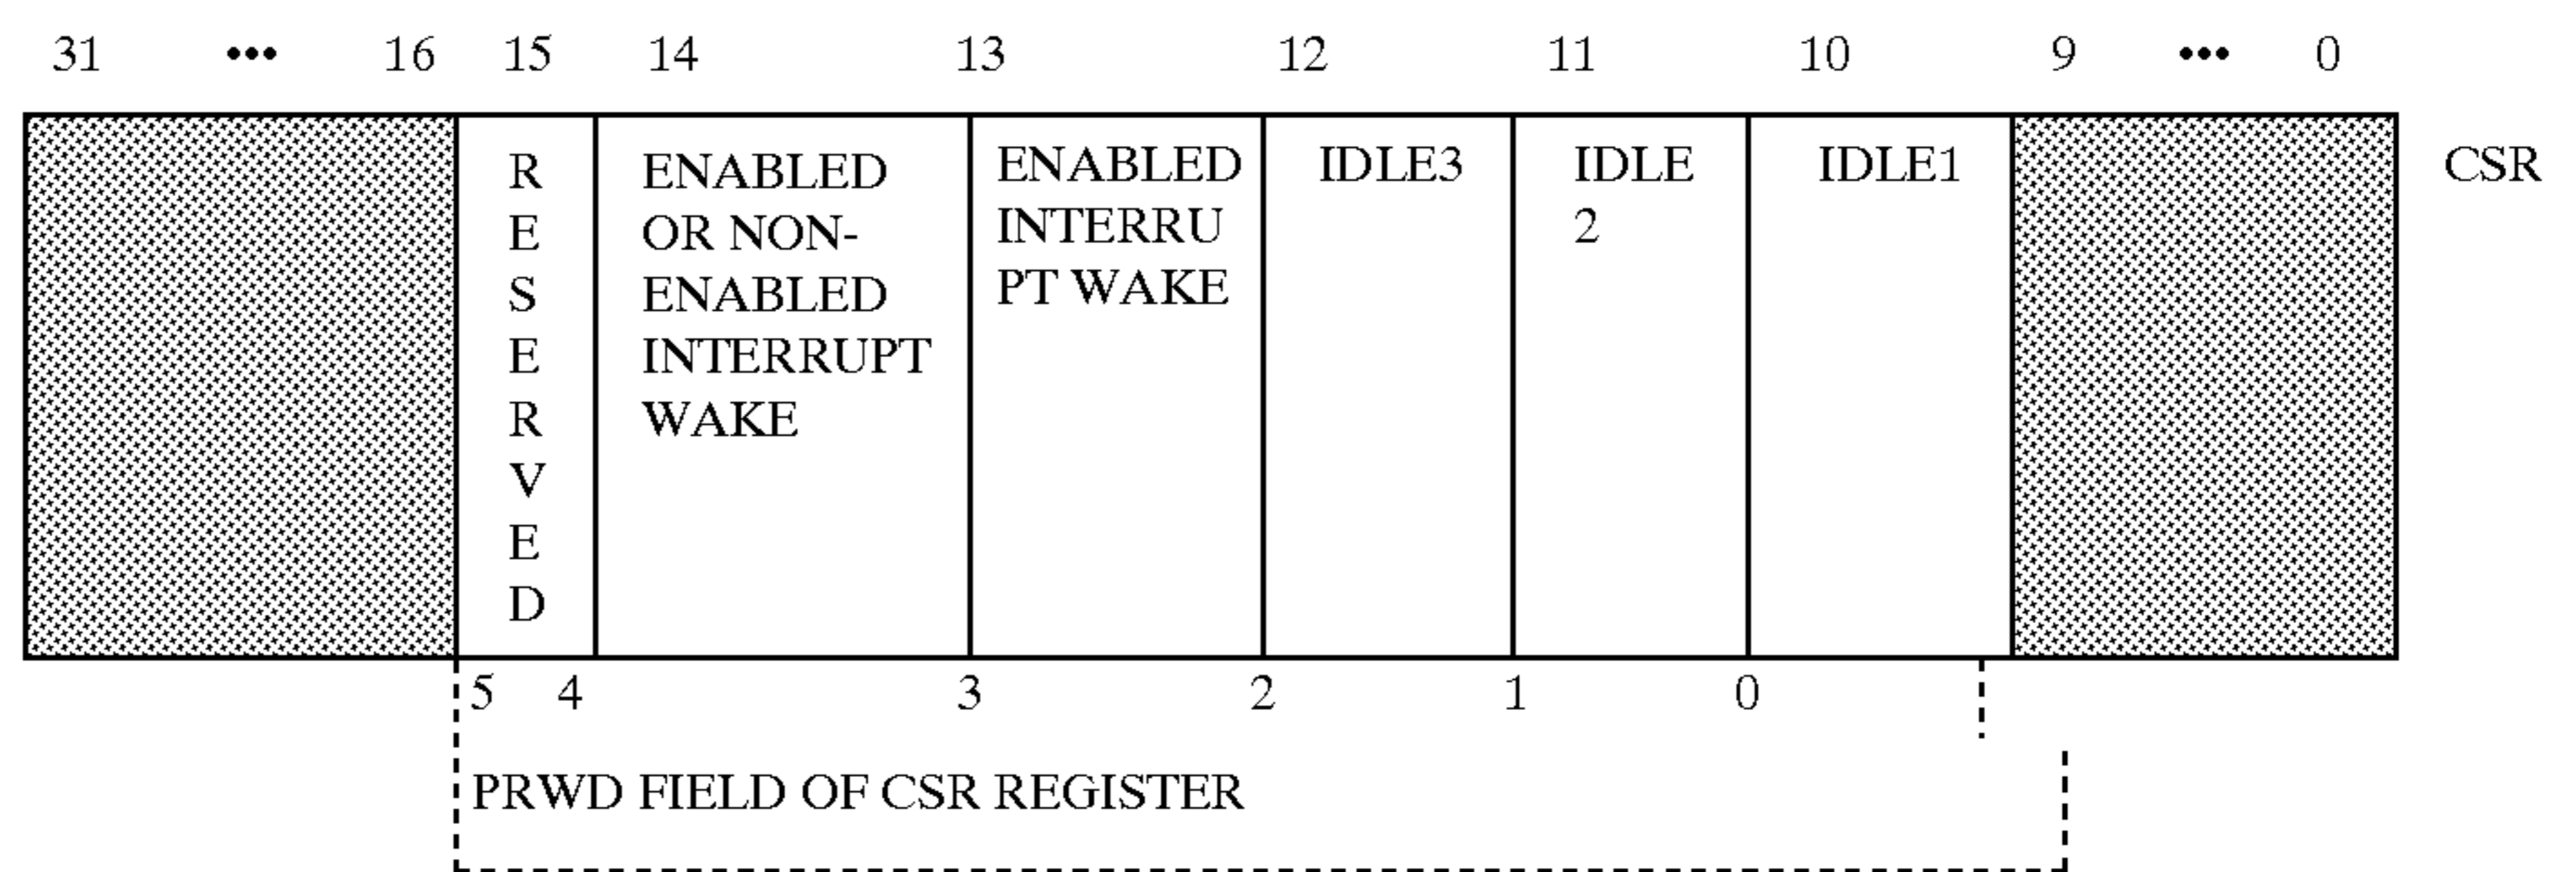 31 ••• 16 15 14 13 12 11 10 9 ••• 0
R
E
S
E
R
V
E
D
ENABLED
OR NON-
ENABLED
INTERRUPT
WAKE
ENABLED
INTERRU
PT WAKE
IDLE3
IDLE
2
IDLE1
CSR
5 4 3 2 1 0
PRWD FIELD OF CSR REGISTER